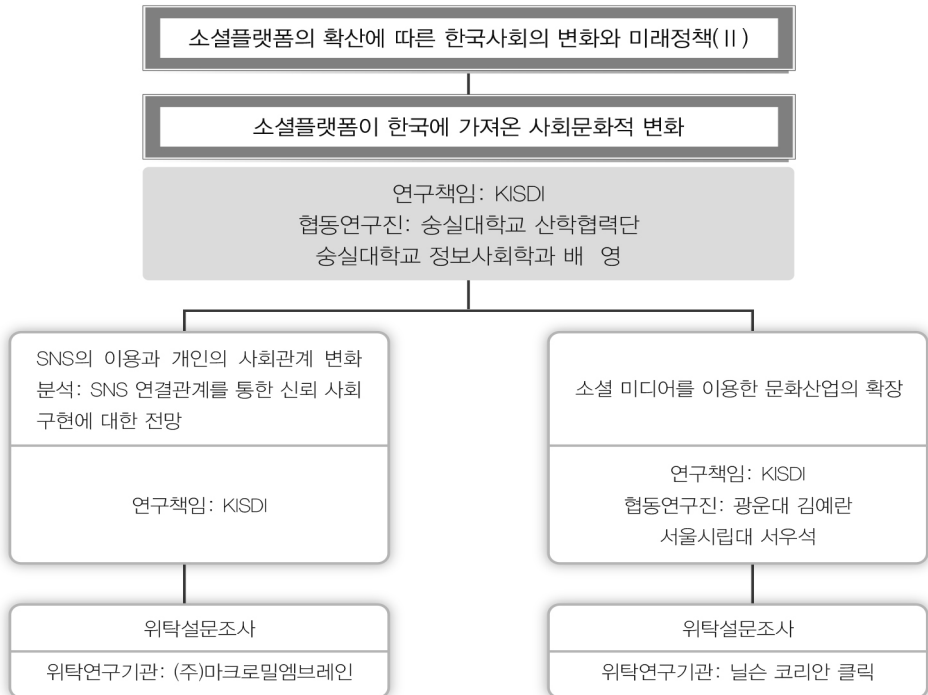 소셜플랫폼의 확산에 따른 한국사회의 변화와 미래정책(Ⅱ)
소셜플랫폼이 한국에 가져온 사회문화적 변화
연구책임: KISDI
협동연구진: 숭실대학교 산학협력단
숭실대학교 정보사회학과 배 영
SNS의 이용과 개인의 사회관계 변화
분석: SNS 연결관계를 통한 신뢰 사회
구현에 대한 전망
연구책임: KISDI
위탁설문조사
위탁연구기관: (주)마크로밀엠브레인
소셜 미디어를 이용한 문화산업의 확장
연구책임: KISDI
협동연구진: 광운대 김예란
서울시립대 서우석
위탁설문조사
위탁연구기관: 닐슨 코리안 클릭